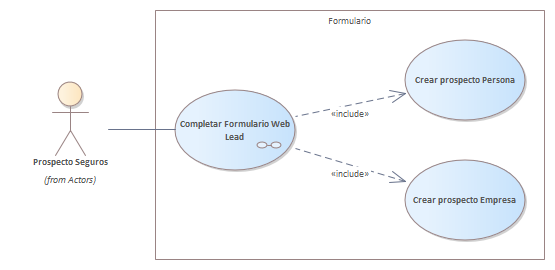 Formulario
Crear prospecto Persona
Completar Formulario Web
Lead
«include»
Prospecto Seguros
(from Actors)
«include»
Crear prospecto Empresa